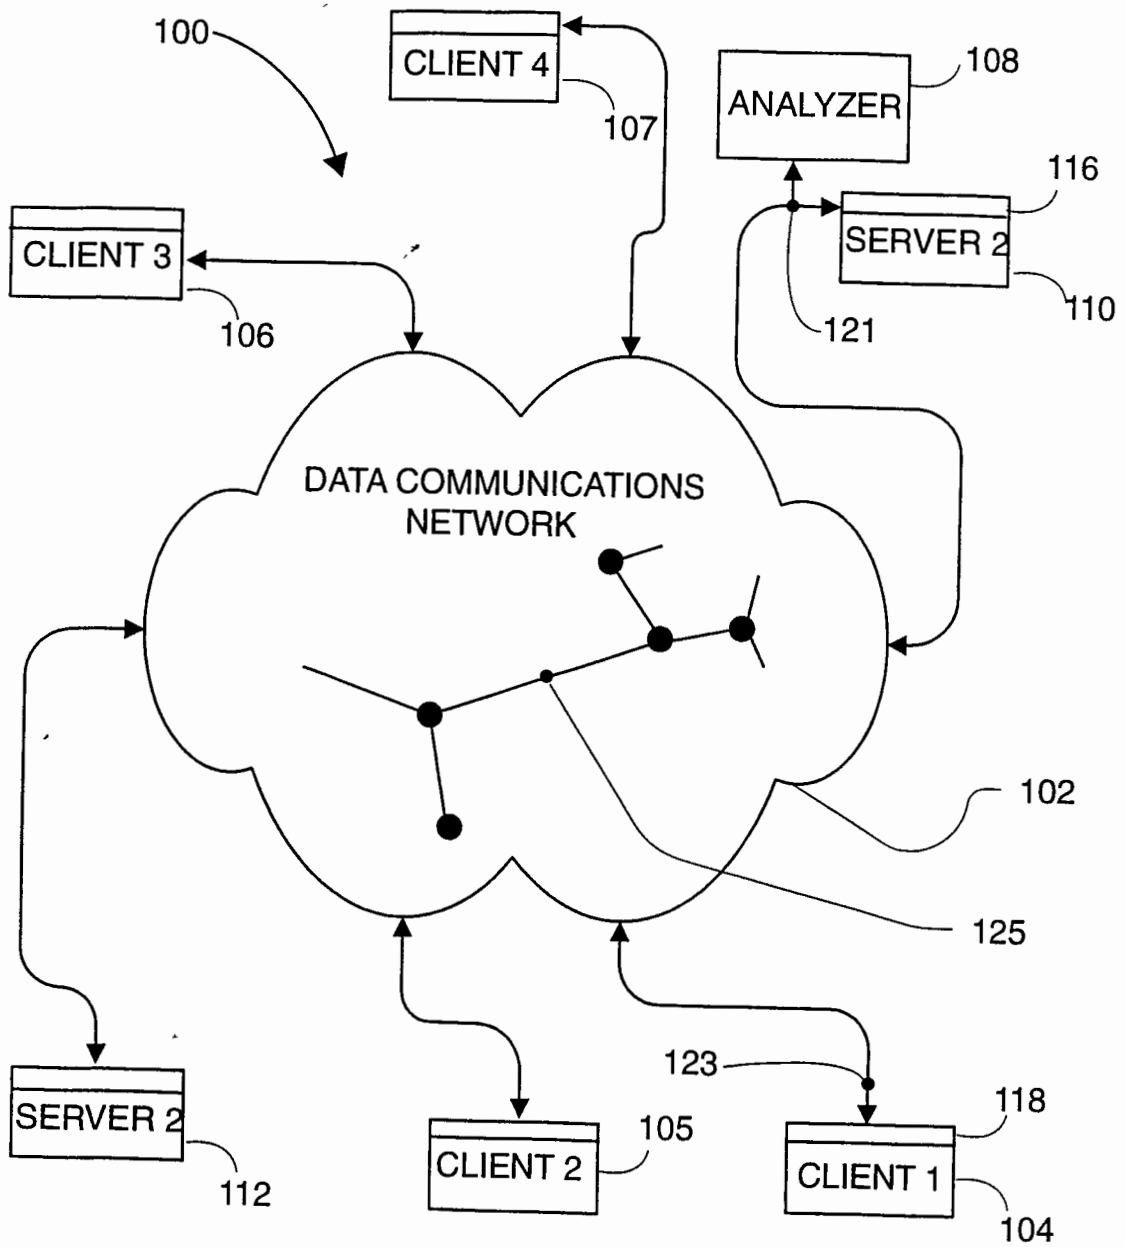 100
CLIENT 4
107
108
ANALYZER
116
SERVER 2
110
121
CLIENT 3
106
DATA COMMUNICATIONS
NETWORK
102
125
123
SERVER 2
112
CLIENT 2
105
118
CLIENT 1
104